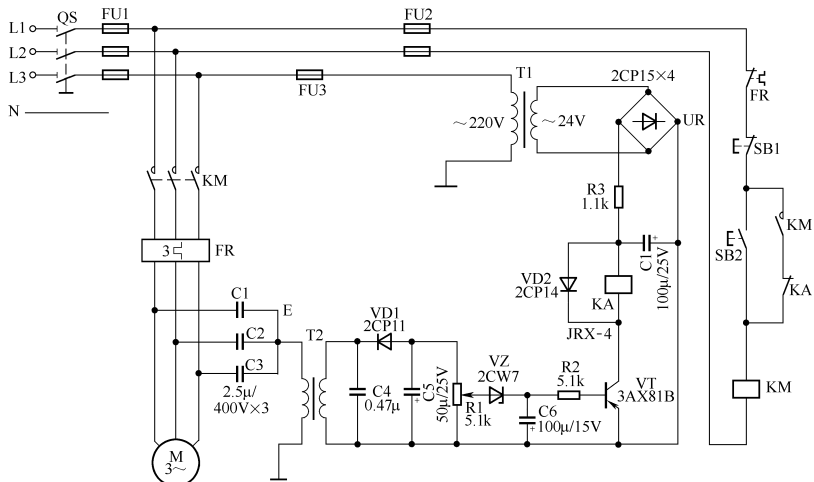 QS
FU1
FU2
L1
L2
L3
FU3
T1
2CP15×4
FR
N
~220V
~24V
UR
SB1
KM
R3
1.1k
KM
SB2
3
FR
C1
100μ/25V
VD2
2CP14
KA
KA
C1
E
VD1
2CP11
JRX-4
C2
T2
VZ
2CW7
R2
5.1k
VT
3AX81B
KM
C3
2.5μ/
400V×3
C4
0.47μ
C5
50μ/25V
R1
5.1k
C6
100μ/15V
M
3~